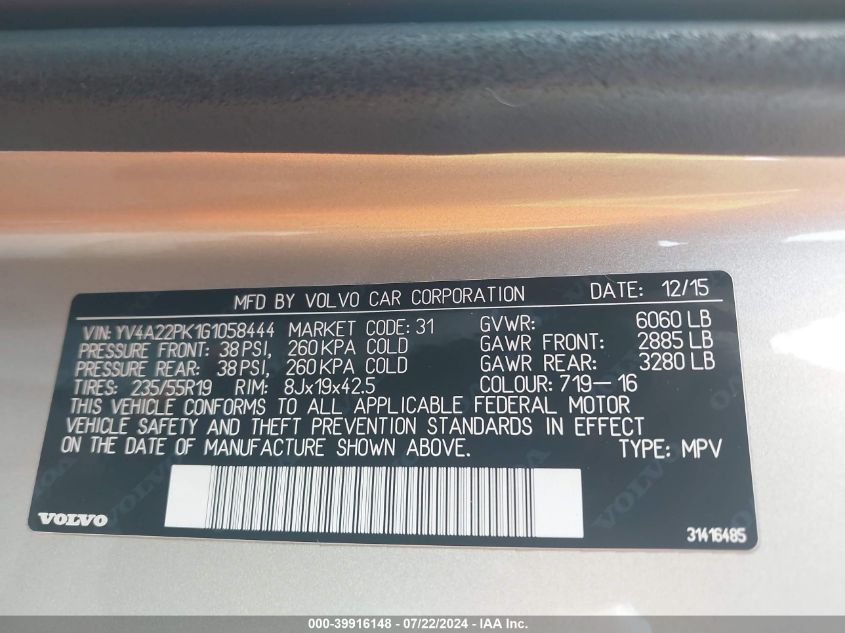 MFD BY VOLVO CAR CORPORATION DATE: 12/15
VIN: YV4A22PK1G1058444 MARKET CODE: 31 GVWR: 6060 LB
PRESSURE FRONT: 38 PSI, 260 KPA COLD GAWR FRONT: 2885 LB
PRESSURE REAR: 38 PSI, 260 KPA COLD GAWR REAR: 3280 LB
TIRES: 235/55R19 RIM: 8Jx19x42.5 COLOUR: 719-16
THIS VEHICLE CONFORMS TO ALL APPLICABLE FEDERAL MOTOR
VEHICLE SAFETY AND THEFT PREVENTION STANDARDS IN EFFECT
ON THE DATE OF MANUFACTURE SHOWN ABOVE. TYPE: MPV
VOLVO 31416485
000-39916148 - 07/22/2024 - IAA Inc.